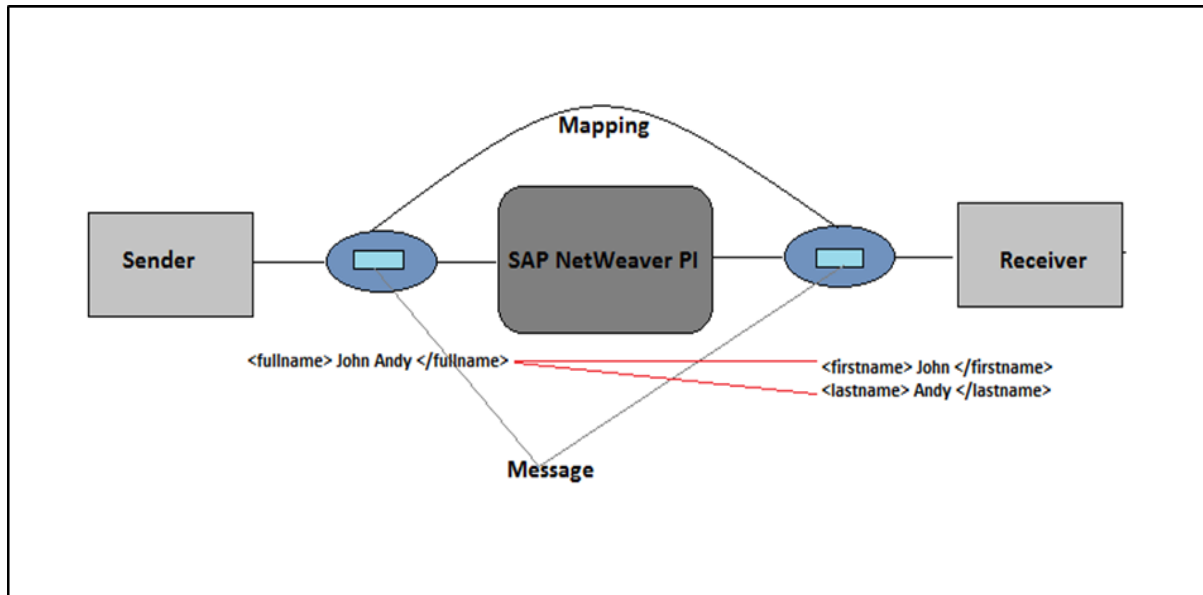 Mapping
Sender
SAP NetWeaver PI
Receiver
<fullname> John Andy </fullname>
<firstname> John </firstname>
<lastname> Andy </lastname>
Message